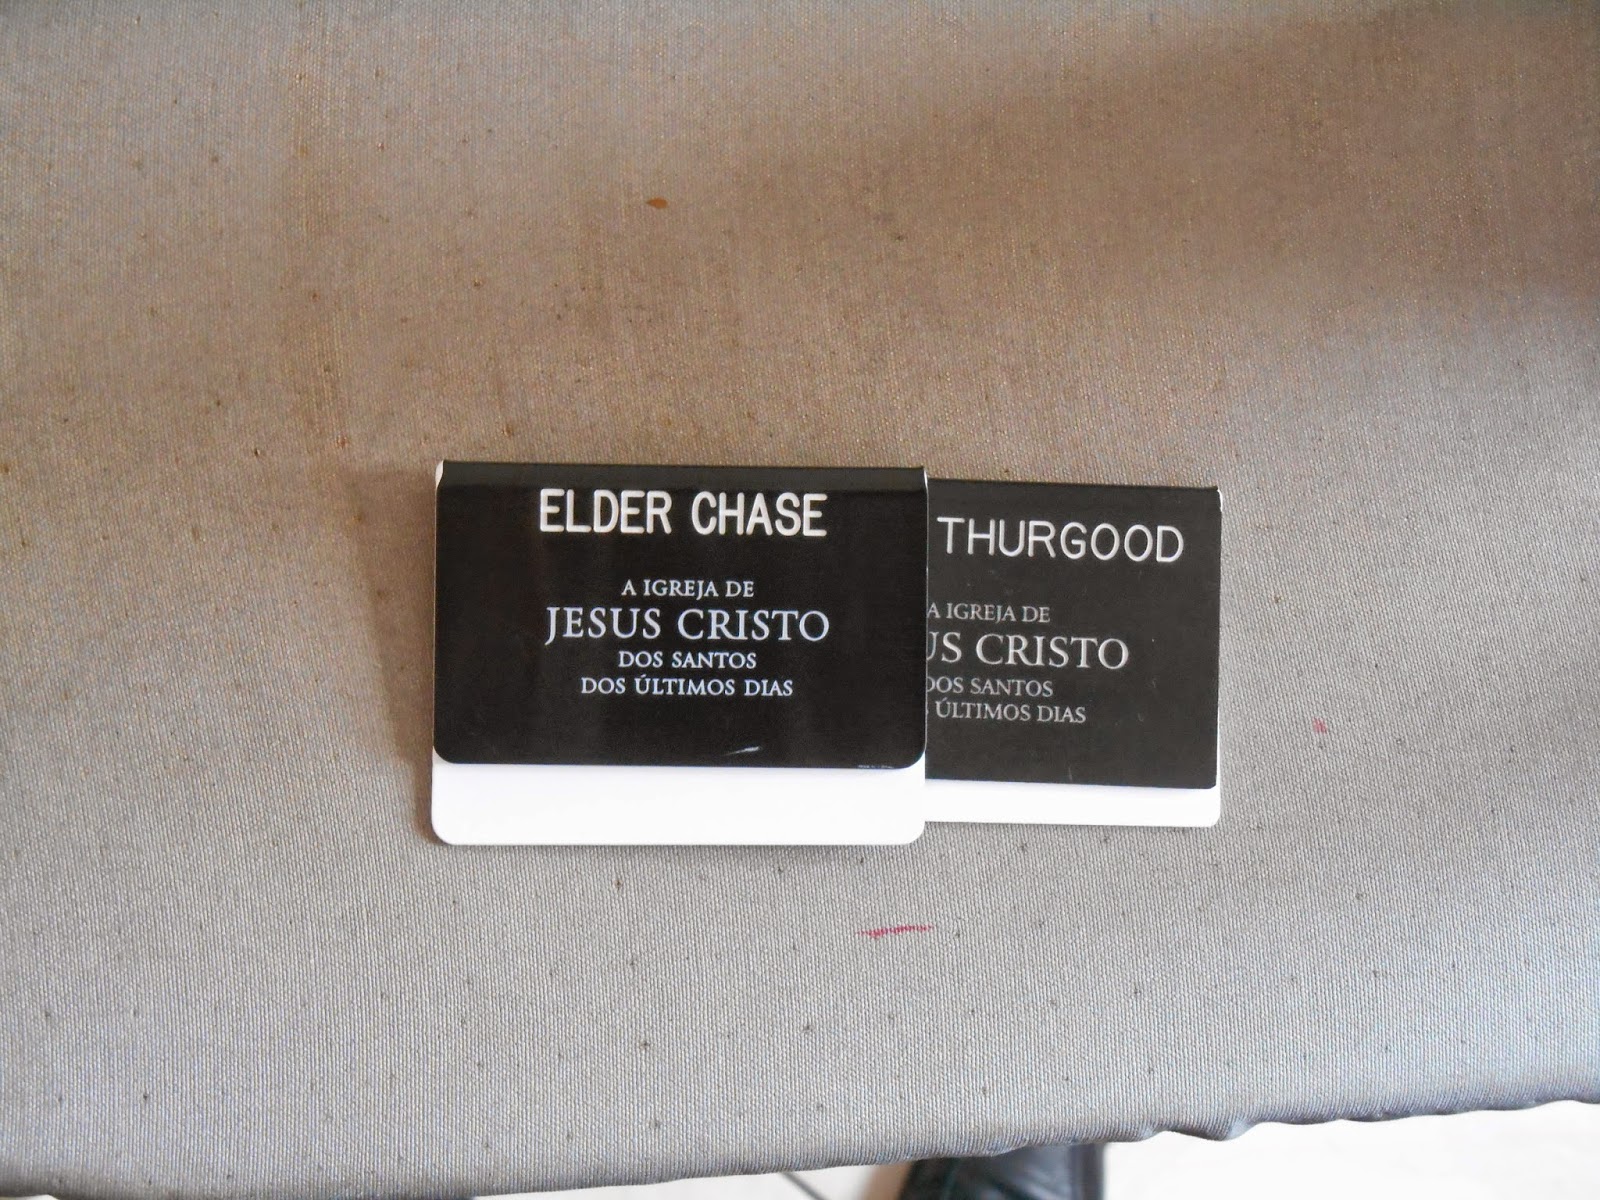 ELDER CHASE
A IGREJA DE
JESUS CRISTO
DOS SANTOS
DOS ÚLTIMOS DIAS
THURGOOD
A IGREJA DE
US CRISTO
DOS SANTOS
ÚLTIMOS DIAS